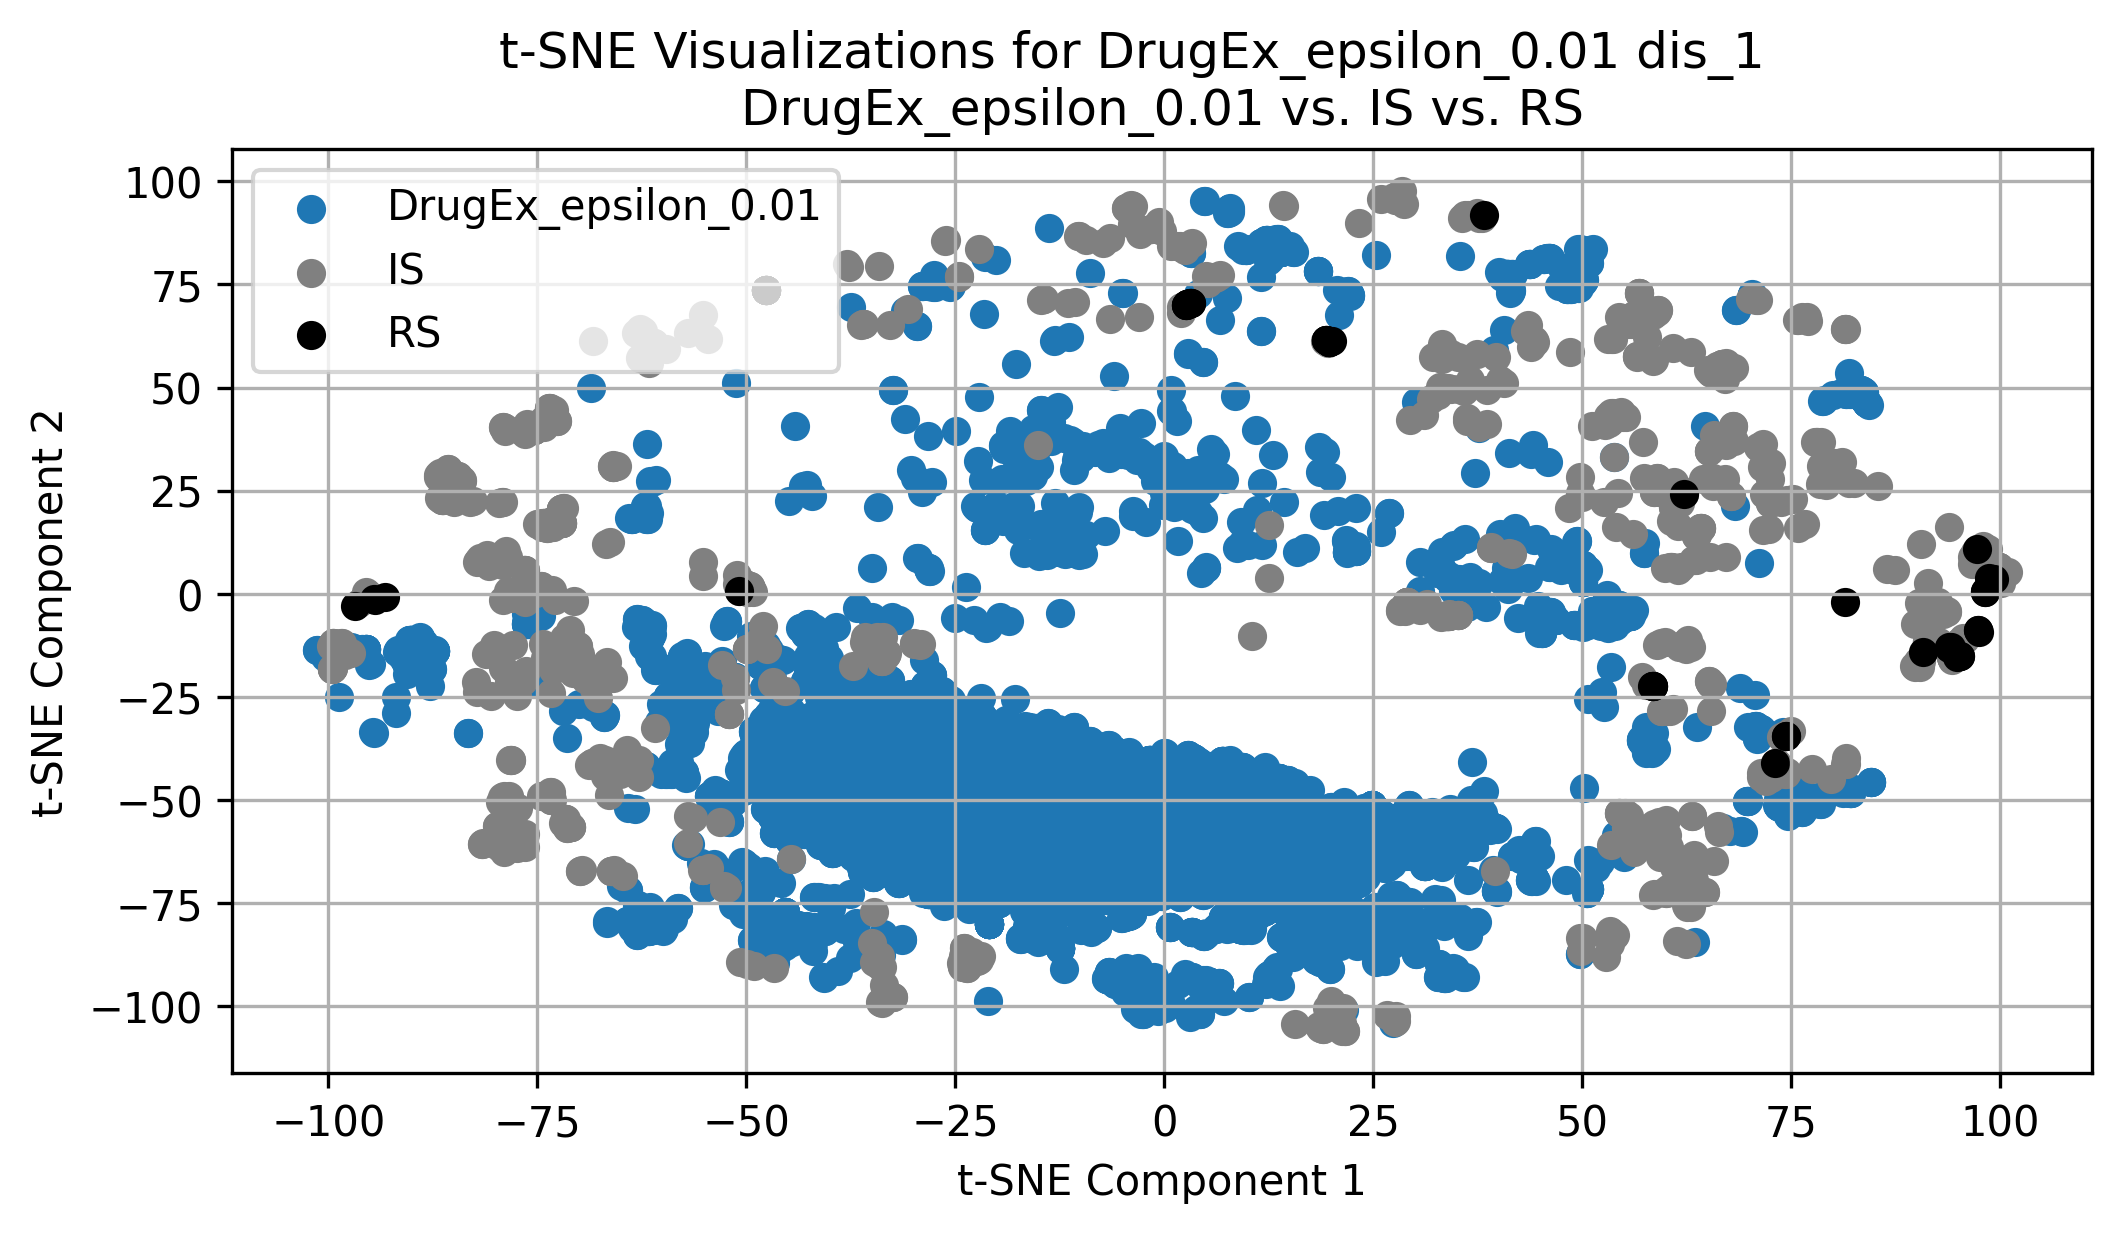 t-SNE Visualizations for DrugEx_epsilon_0.01 dis_1
DrugEx_epsilon_0.01 vs. IS vs. RS
DrugEx_epsilon_0.01
IS
RS
100
75
50
25
0
−25
−50
−75
−100
t-SNE Component 2
−100
−75
−50
−25
0
25
50
75
100
t-SNE Component 1